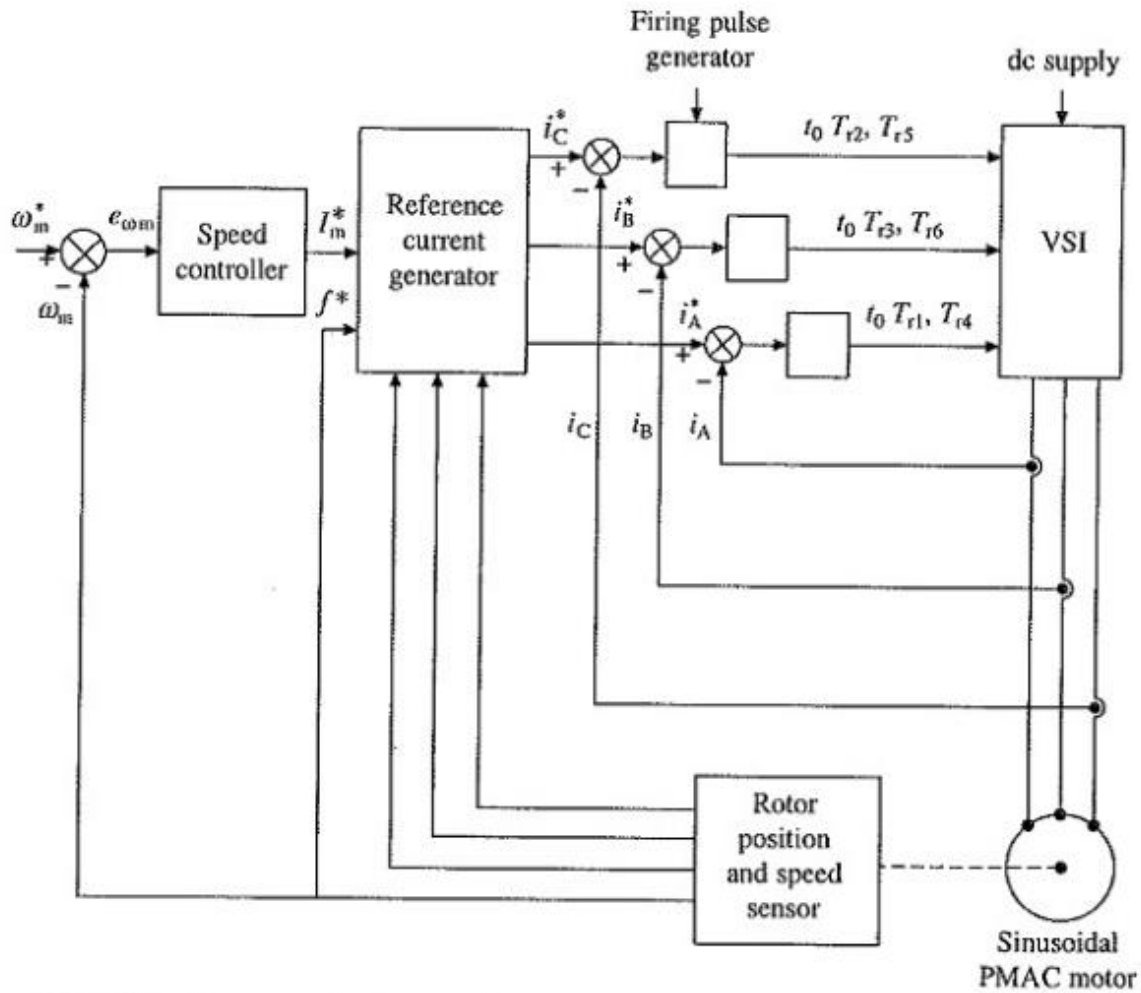 Firing pulse
generator
dc supply
i*C
t0 Tr2, Tr5
ω*m
eωm
Speed
controller
I*m
Reference
current
generator
i*B
t0 Tr3, Tr6
VSI
ωm
f*
i*A
t0 Tr1, Tr4
iC
iB
iA
Rotor
position
and speed
sensor
Sinusoidal
PMAC motor